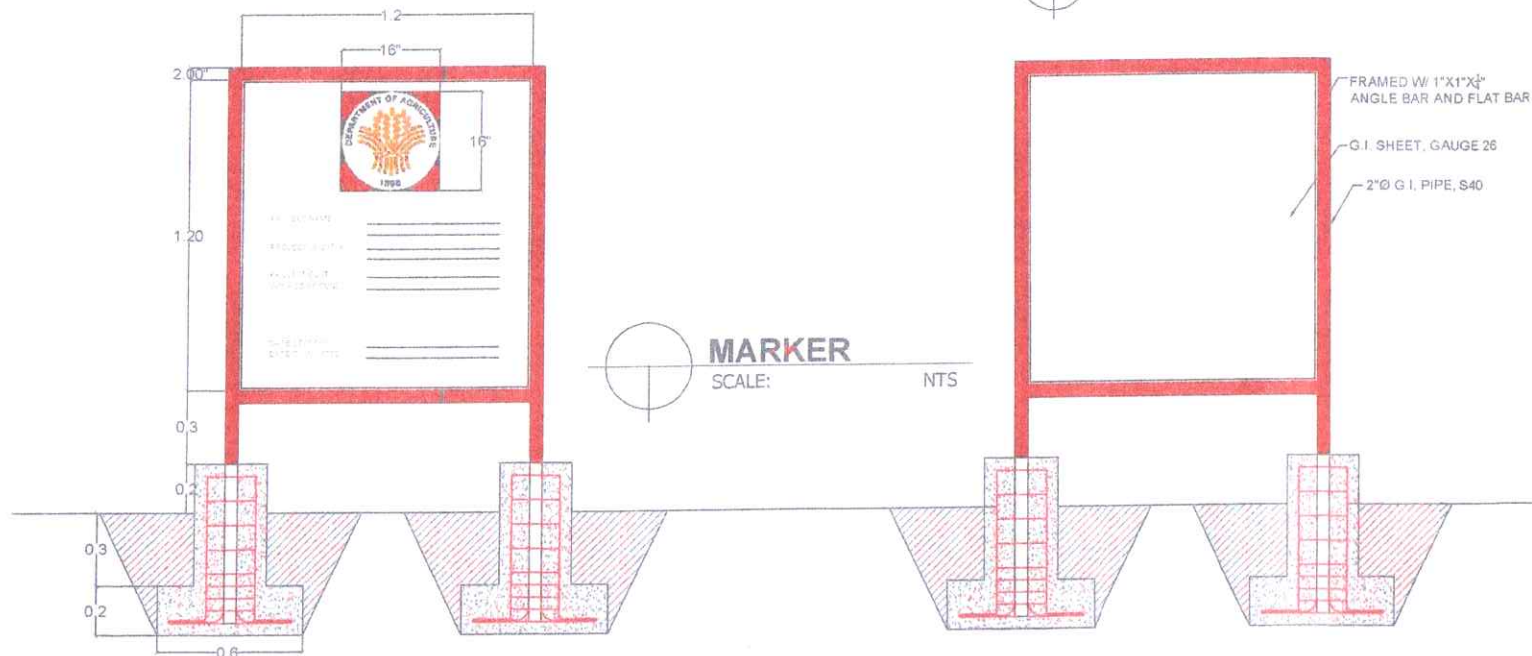 1.2
16"
2.00"
DEPARTMENT OF AGRICULTURE
1898
16"
1.20
0.3
0.2
0.3
0.2
0.6
MARKER
SCALE: NTS
FRAMED W/ 1"X1"X
ANGLE BAR AND FLAT BAR
G.I. SHEET, GAUGE 26
2"Ø G.I. PIPE, S40